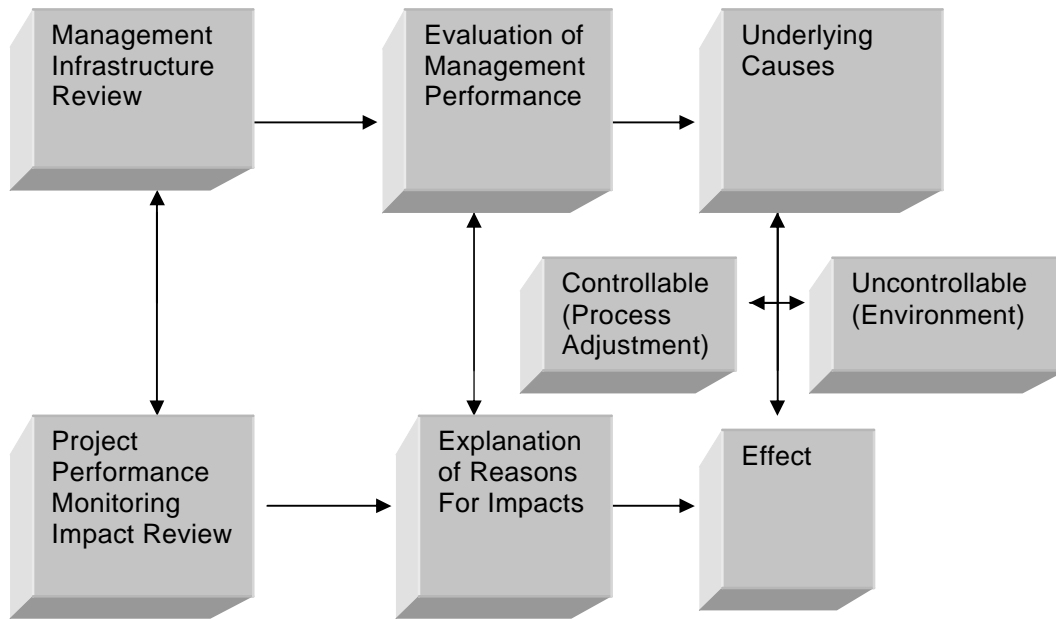 Management
Infrastructure
Review
Evaluation of
Management
Performance
Underlying
Causes
Controllable
(Process
Adjustment)
Uncontrollable
(Environment)
Project
Performance
Monitoring
Impact Review
Explanation
of Reasons
For Impacts
Effect